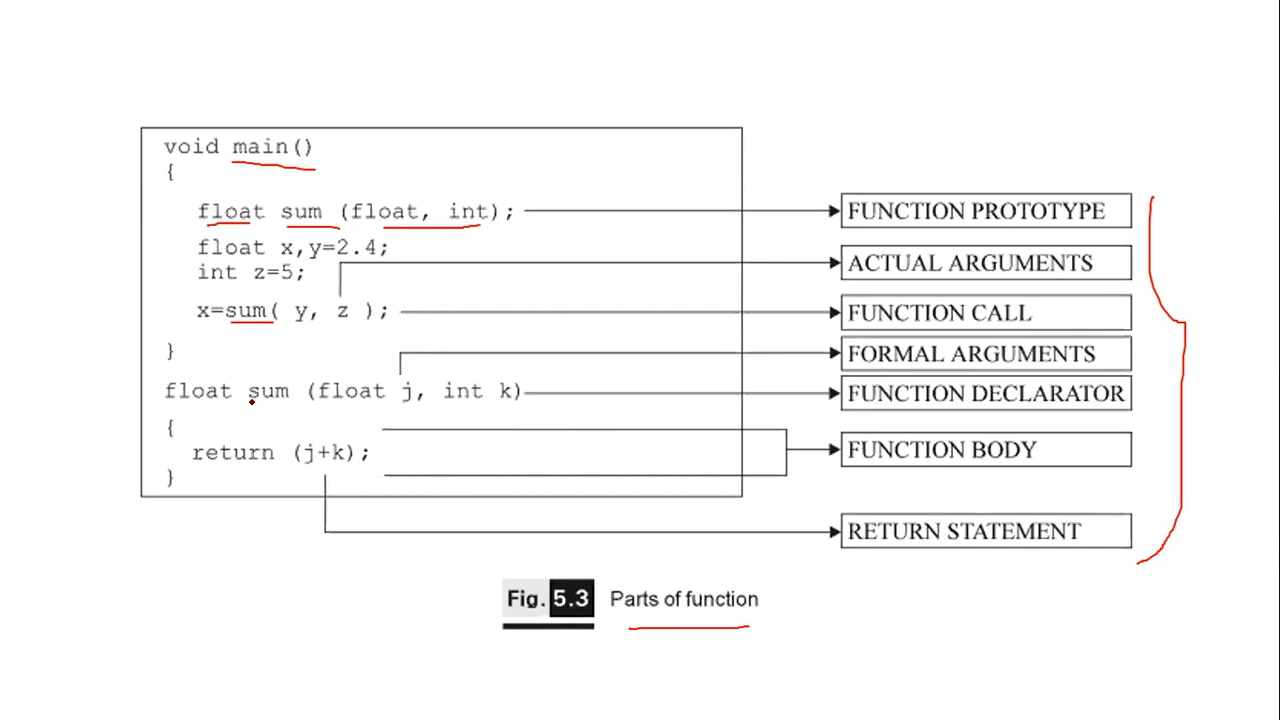 void main()
{
float sum (float, int);
FUNCTION PROTOTYPE
float x,y=2.4;
ACTUAL ARGUMENTS
int z=5;
x=sum( y, z );
FUNCTION CALL
}
FORMAL ARGUMENTS
float sum (float j, int k)
FUNCTION DECLARATOR
{
return (j+k);
FUNCTION BODY
}
RETURN STATEMENT
Fig. 5.3 Parts of function